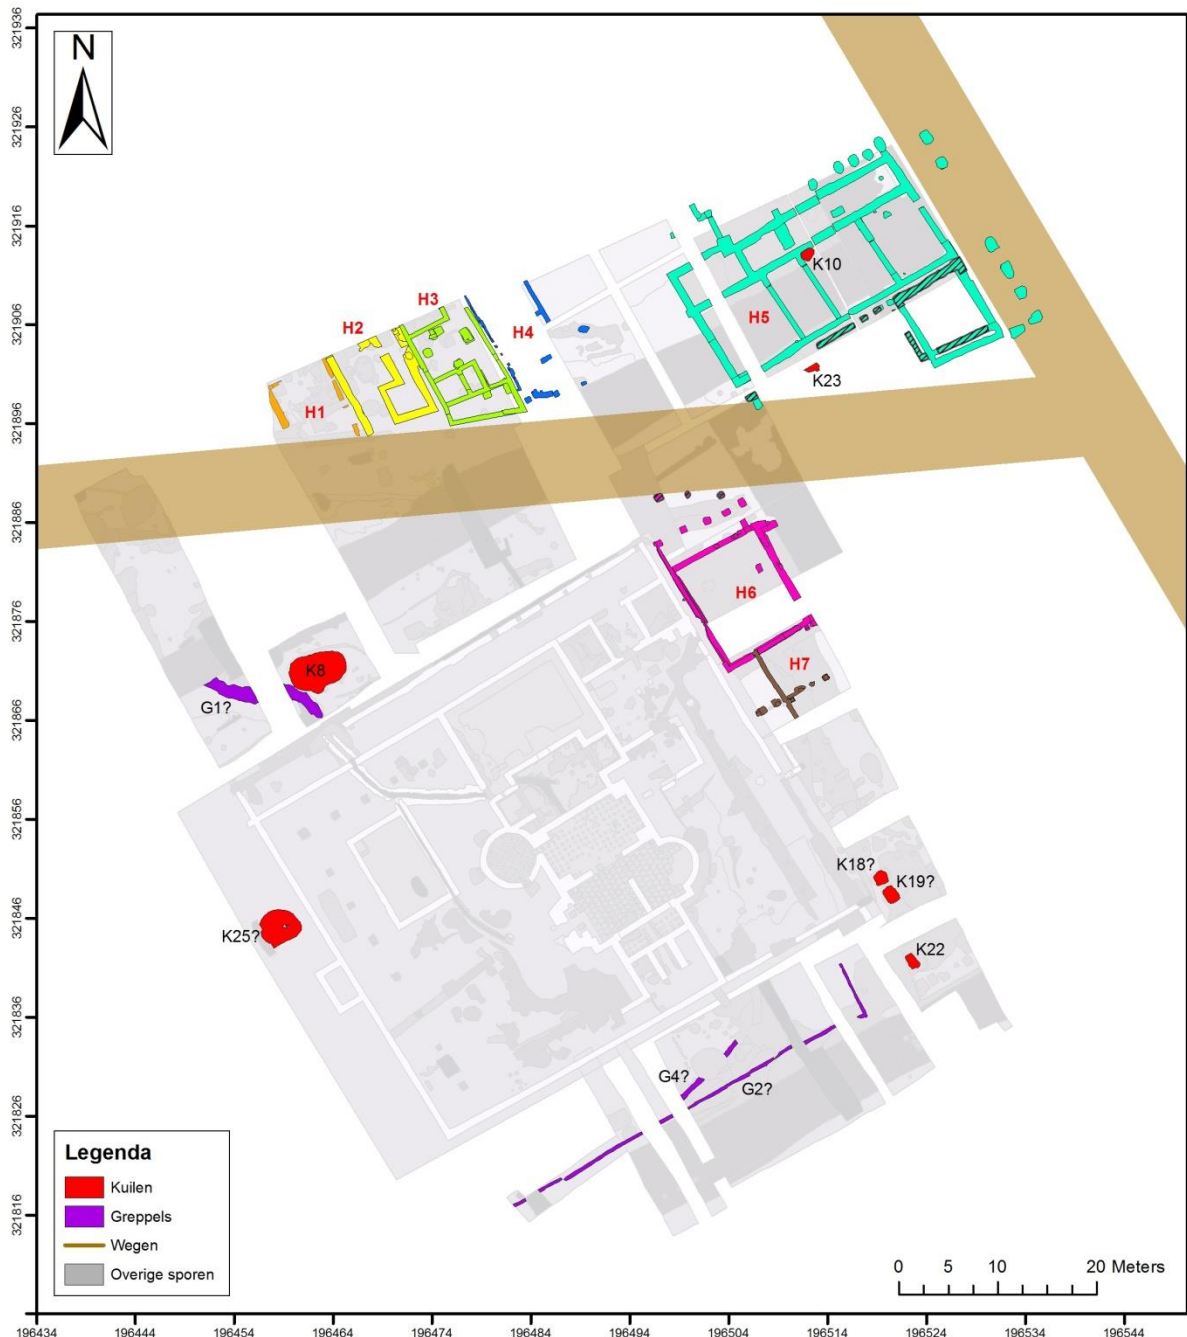 321936
321926
321916
321906
321896
321886
321876
321866
321856
321846
321836
321826
321816
N
H1
H2
H3
H4
H5
K10
K23
H6
H7
K8
G1?
K25?
K18?
K19?
K22
G4?
G2?
Legenda
Kuilen
Greppels
Wegen
Overige sporen
0 5 10 20 Meters
196434 196444 196454 196464 196474 196484 196494 196504 196514 196524 196534 196544